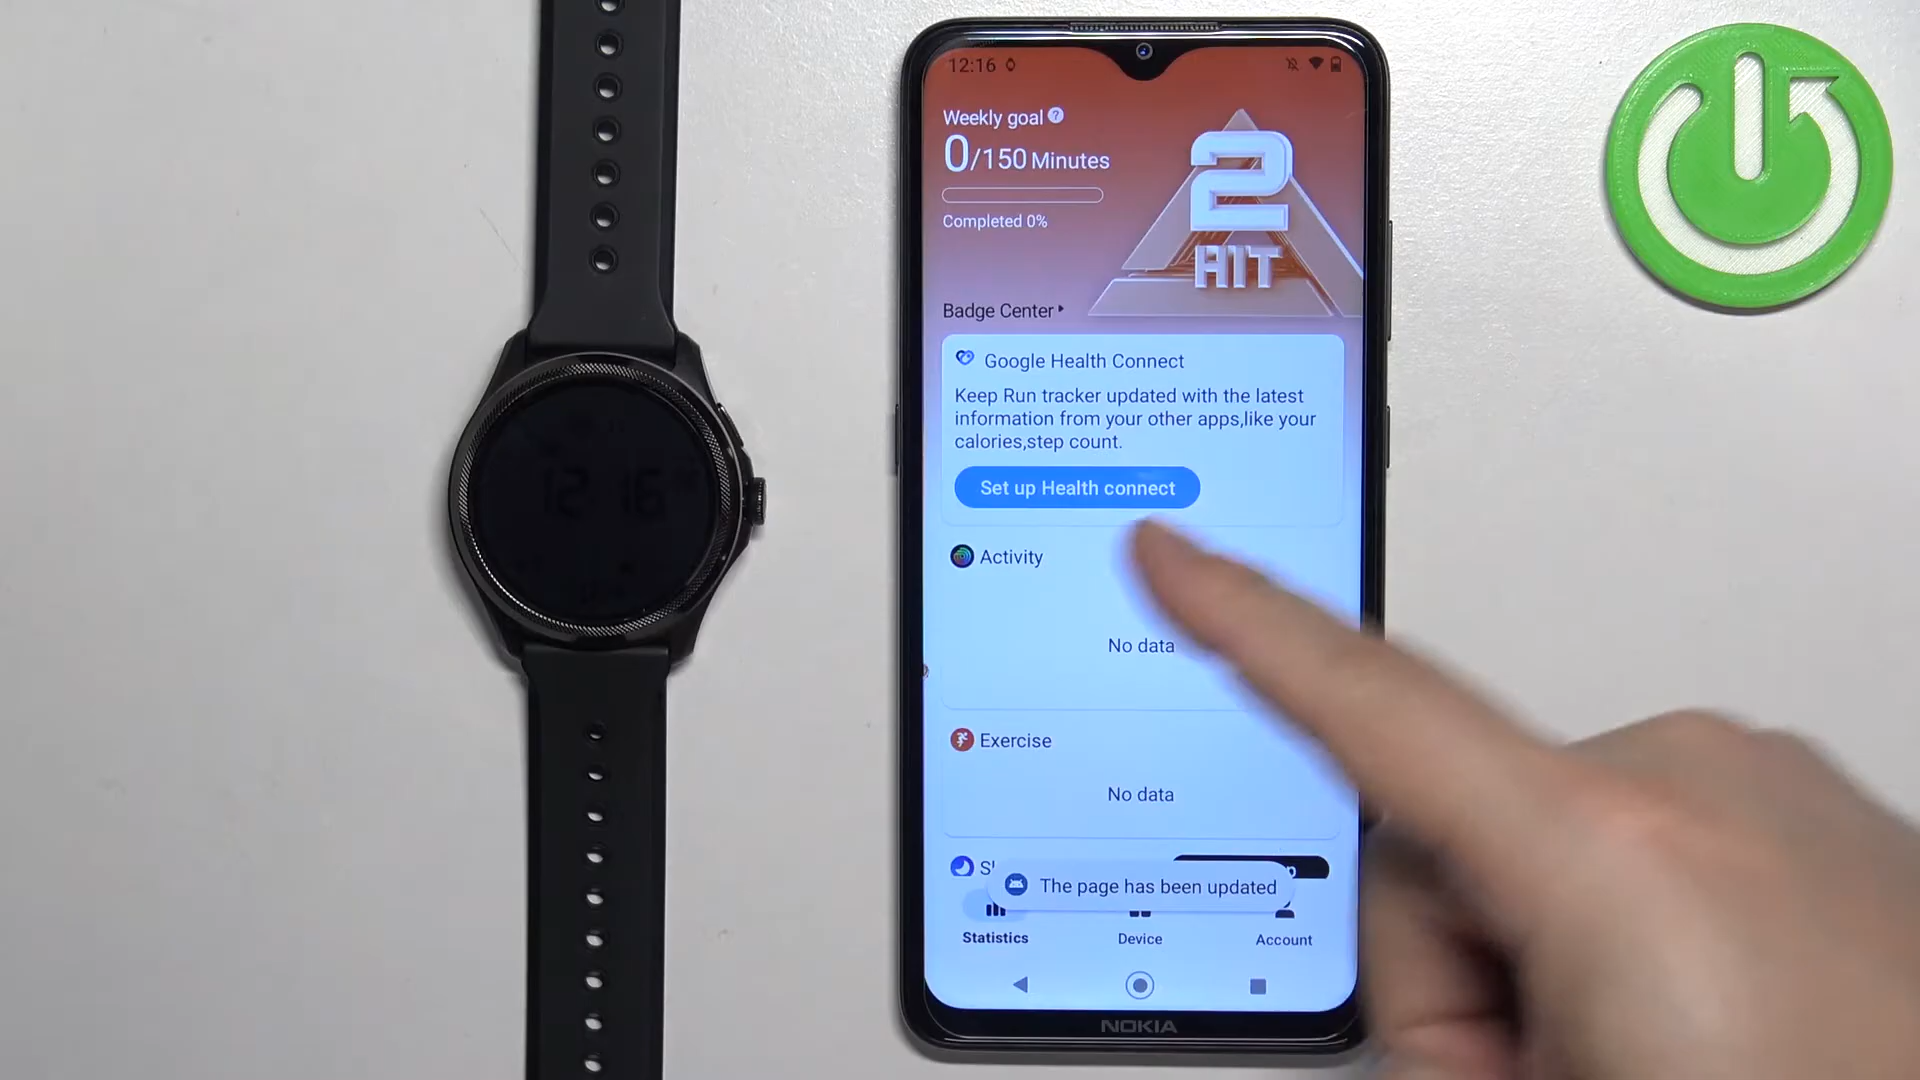 12:16
12:16
Weekly goal ?
0/150 Minutes
Completed 0%
2
HIT
Badge Center
Google Health Connect
Keep Run tracker updated with the latest
information from your other apps,like your
calories,step count.
Set up Health connect
Activity
No data
Exercise
No data
The page has been updated
Statistics
Device
Account
NOKIA